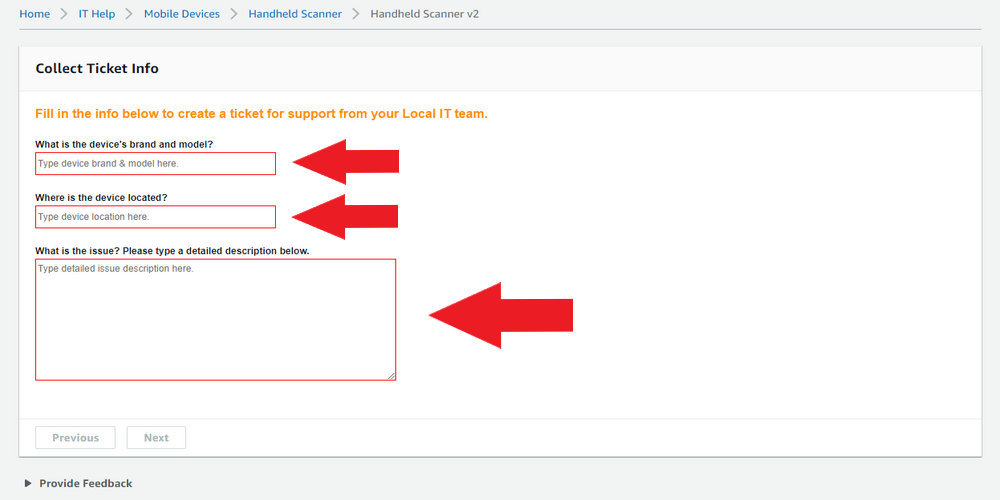 Home > IT Help > Mobile Devices > Handheld Scanner > Handheld Scanner v2
Collect Ticket Info
Fill in the info below to create a ticket for support from your Local IT team.
What is the device's brand and model?
Type device brand & model here.
Where is the device located?
Type device location here.
What is the issue? Please type a detailed description below.
Type detailed issue description here.
Previous Next
Provide Feedback